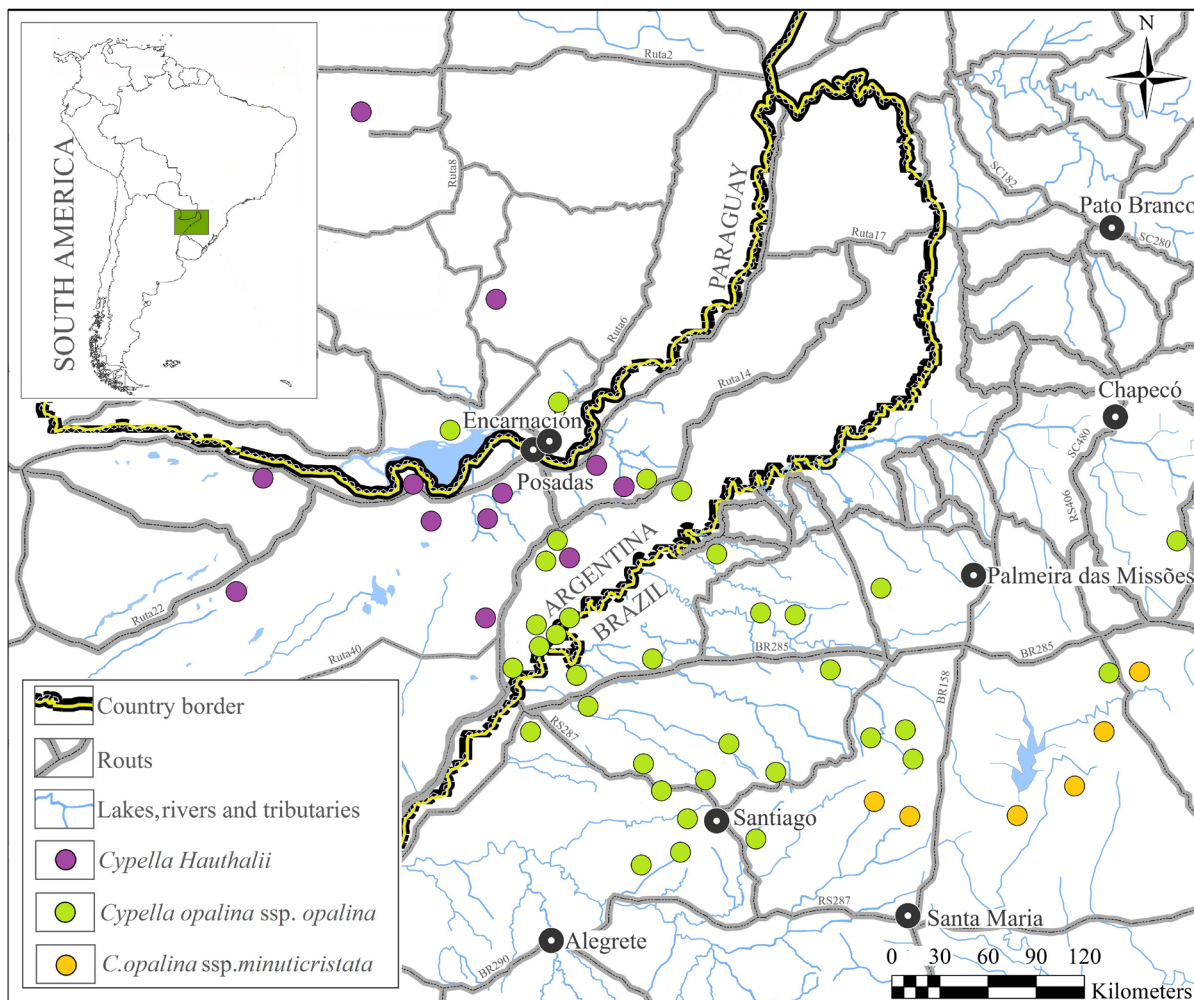 N
SOUTH AMERICA
Ruta2
Ruta8
SC182
Pato Branco
SC280
Ruta17
PARAGUAY
Ruta6
Ruta14
Chapecó
Encarnación
SC480
Posadas
RS406
ARGENTINA
BRAZIL
Palmeira das Missões
Ruta22
Ruta40
BR285
BR285
BR158
RS287
Santiago
RS287
Santa Maria
Alegrete
BR290
Country border
Routs
Lakes, rivers and tributaries
Cypella Hauthalii
Cypella opalina ssp. opalina
C.opalina ssp.minuticristata
0 15 30 60 90 120
Kilometers